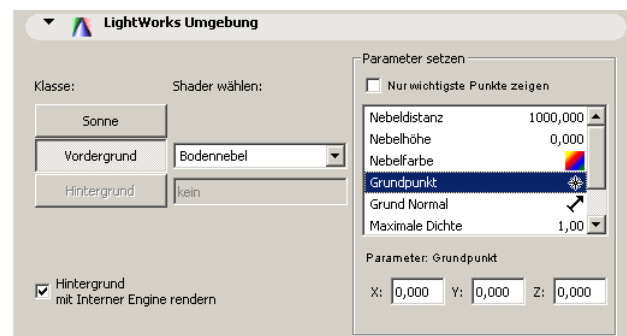 LightWorks Umgebung
Klasse:
Shader wählen:
Sonne
Vordergrund
Bodennebel
Hintergrund
kein
Hintergrund
mit Interner Engine rendern
Parameter setzen
Nur wichtigste Punkte zeigen
Nebeldistanz 1000,000
Nebelhöhe 0,000
Nebelfarbe
Grundpunkt
Grund Normal
Maximale Dichte 1,00
Parameter: Grundpunkt
X: 0,000 Y: 0,000 Z: 0,000